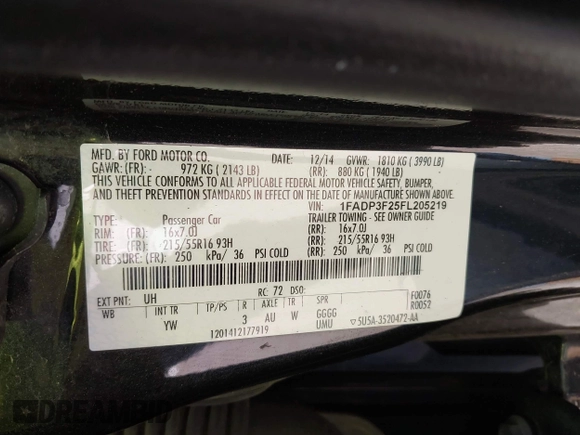 MFD. BY FORD MOTOR CO.
DATE: 12/14 GVWR: 1810 KG ( 3990 LB)
GAWR: (FR): - 972 KG ( 2143 LB) (RR): 880 KG ( 1940 LB)
THIS VEHICLE CONFORMS TO ALL APPLICABLE FEDERAL MOTOR VEHICLE SAFETY, BUMPER,
AND THEFT PREVENTION STANDARDS IN EFFECT ON THE DATE OF MANUFACTURE SHOWN ABOVE.
VIN: 1FADP3F25FL205219
TYPE: Passenger Car TRAILER TOWING - SEE OWNER GUIDE
RIM: (FR): 16x7.0J (RR): 16x7.0J
TIRE: (FR): 215/55R16 93H (RR): 215/55R16 93H
PRESSURE: (FR): 250 kPa/ 36 PSI COLD (RR): 250 kPa/ 36 PSI COLD
EXT PNT: UH RC: 72 DSO: F0076
WB INT TR TP/PS R AXLE TR SPR R0052
YW 3 AU W GGGG
1201412177919 UMU 5U5A-3520472-AA
DREAMBID